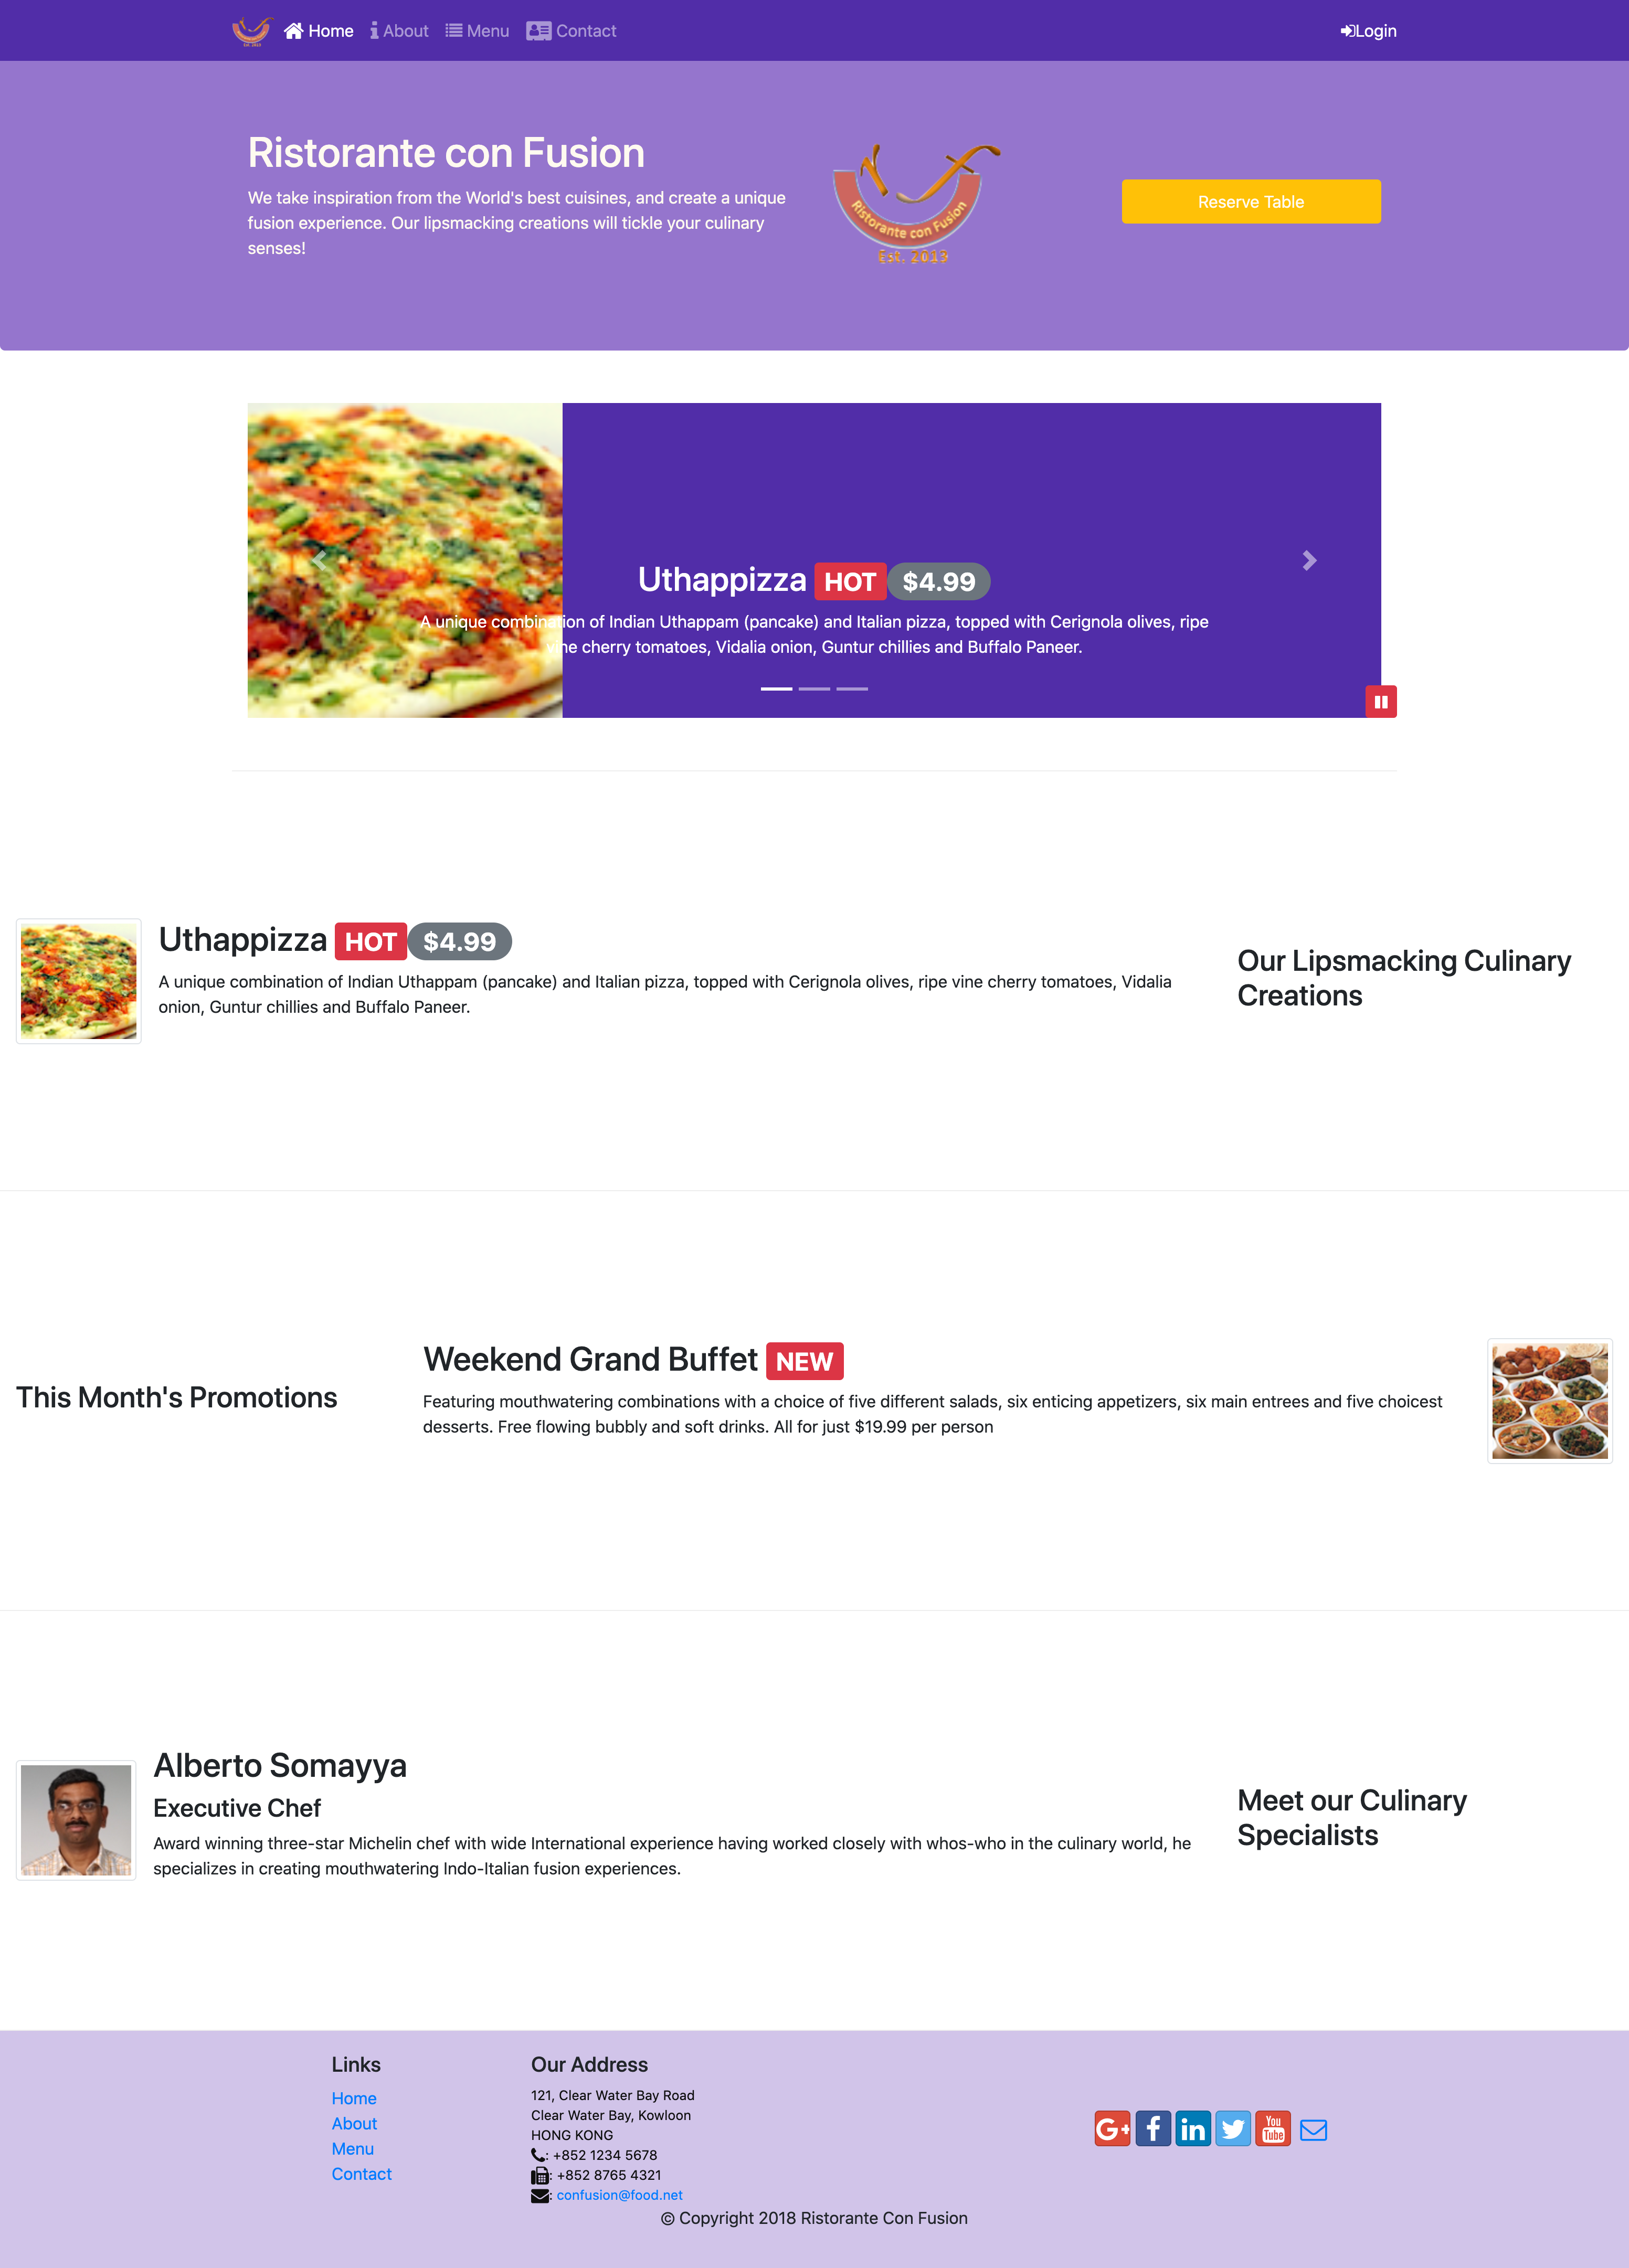 Home About Menu Contact Login
Ristorante con Fusion
We take inspiration from the World's best cuisines, and create a unique
fusion experience. Our lipsmacking creations will tickle your culinary
senses!
Ristorante con Fusion
Est. 2013
Reserve Table
Uthappizza HOT $4.99
A unique combination of Indian Uthappam (pancake) and Italian pizza, topped with Cerignola olives, ripe
vine cherry tomatoes, Vidalia onion, Guntur chillies and Buffalo Paneer.
Uthappizza HOT $4.99
A unique combination of Indian Uthappam (pancake) and Italian pizza, topped with Cerignola olives, ripe vine cherry tomatoes, Vidalia
onion, Guntur chillies and Buffalo Paneer.
Our Lipsmacking Culinary
Creations
This Month's Promotions
Weekend Grand Buffet NEW
Featuring mouthwatering combinations with a choice of five different salads, six enticing appetizers, six main entrees and five choicest
desserts. Free flowing bubbly and soft drinks. All for just $19.99 per person
Alberto Somayya
Executive Chef
Award winning three-star Michelin chef with wide International experience having worked closely with whos-who in the culinary world, he
specializes in creating mouthwatering Indo-Italian fusion experiences.
Meet our Culinary
Specialists
Links
Home
About
Menu
Contact
Our Address
121, Clear Water Bay Road
Clear Water Bay, Kowloon
HONG KONG
: +852 1234 5678
: +852 8765 4321
: confusion@food.net
G+ f in You Tube
© Copyright 2018 Ristorante Con Fusion